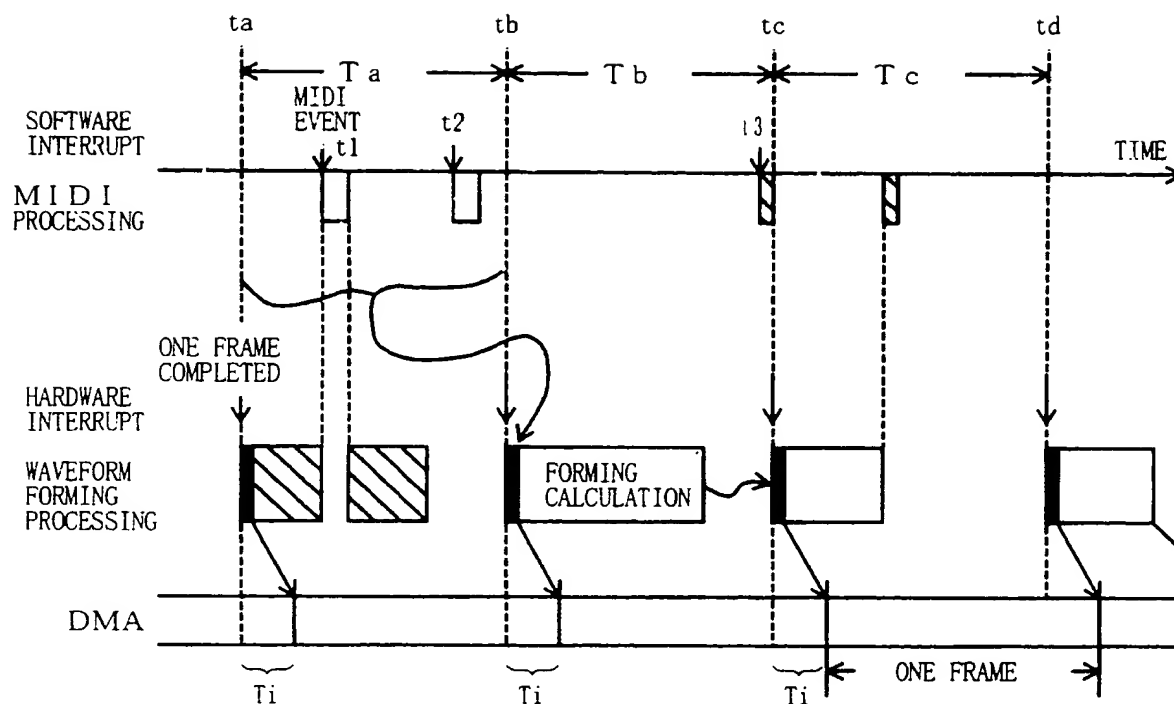 ta
tb
tc
td
Ta
Tb
Tc
MIDI
EVENT
t1
t2
t3
SOFTWARE
INTERRUPT
TIME
MIDI
PROCESSING
ONE FRAME
COMPLETED
HARDWARE
INTERRUPT
WAVEFORM
FORMING
PROCESSING
FORMING
CALCULATION
DMA
Ti
Ti
Ti
ONE FRAME